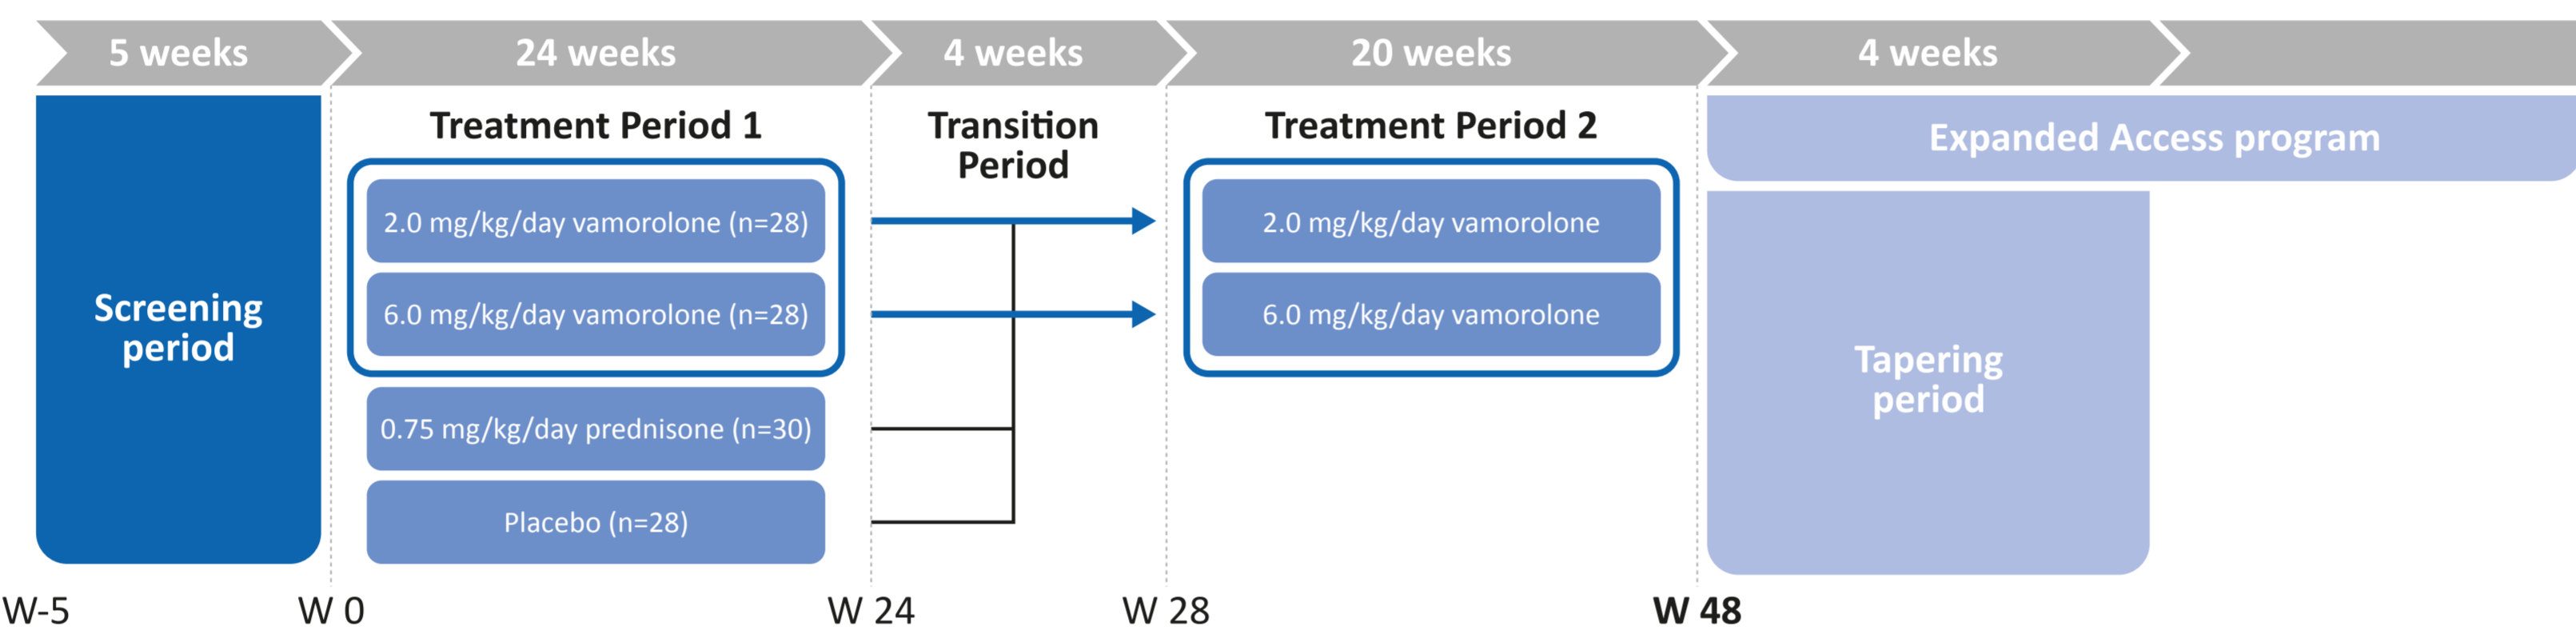 5 weeks
24 weeks
4 weeks
20 weeks
4 weeks
Screening
period
Treatment Period 1
2.0 mg/kg/day vamorolone (n=28)
6.0 mg/kg/day vamorolone (n=28)
0.75 mg/kg/day prednisone (n=30)
Placebo (n=28)
Transition
Period
Treatment Period 2
2.0 mg/kg/day vamorolone
6.0 mg/kg/day vamorolone
Expanded Access program
Tapering
period
W-5
W 0
W 24
W 28
W 48